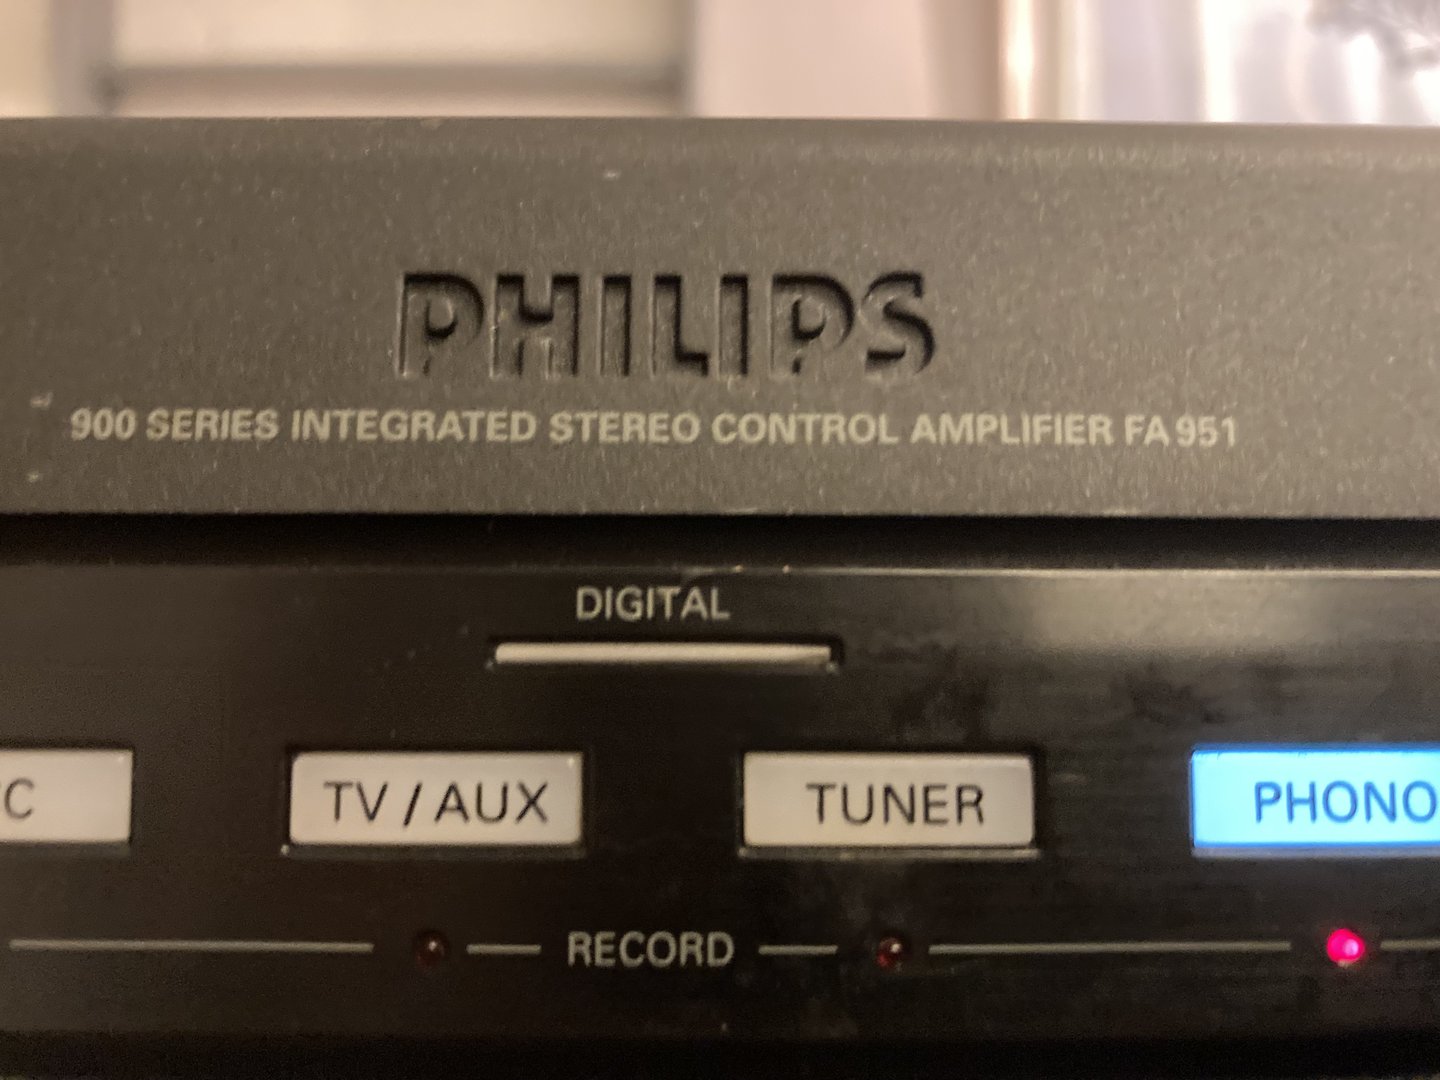 PHILIPS
900 SERIES INTEGRATED STEREO CONTROL AMPLIFIER FA 951
DIGITAL
TV / AUX
TUNER
PHONO
RECORD